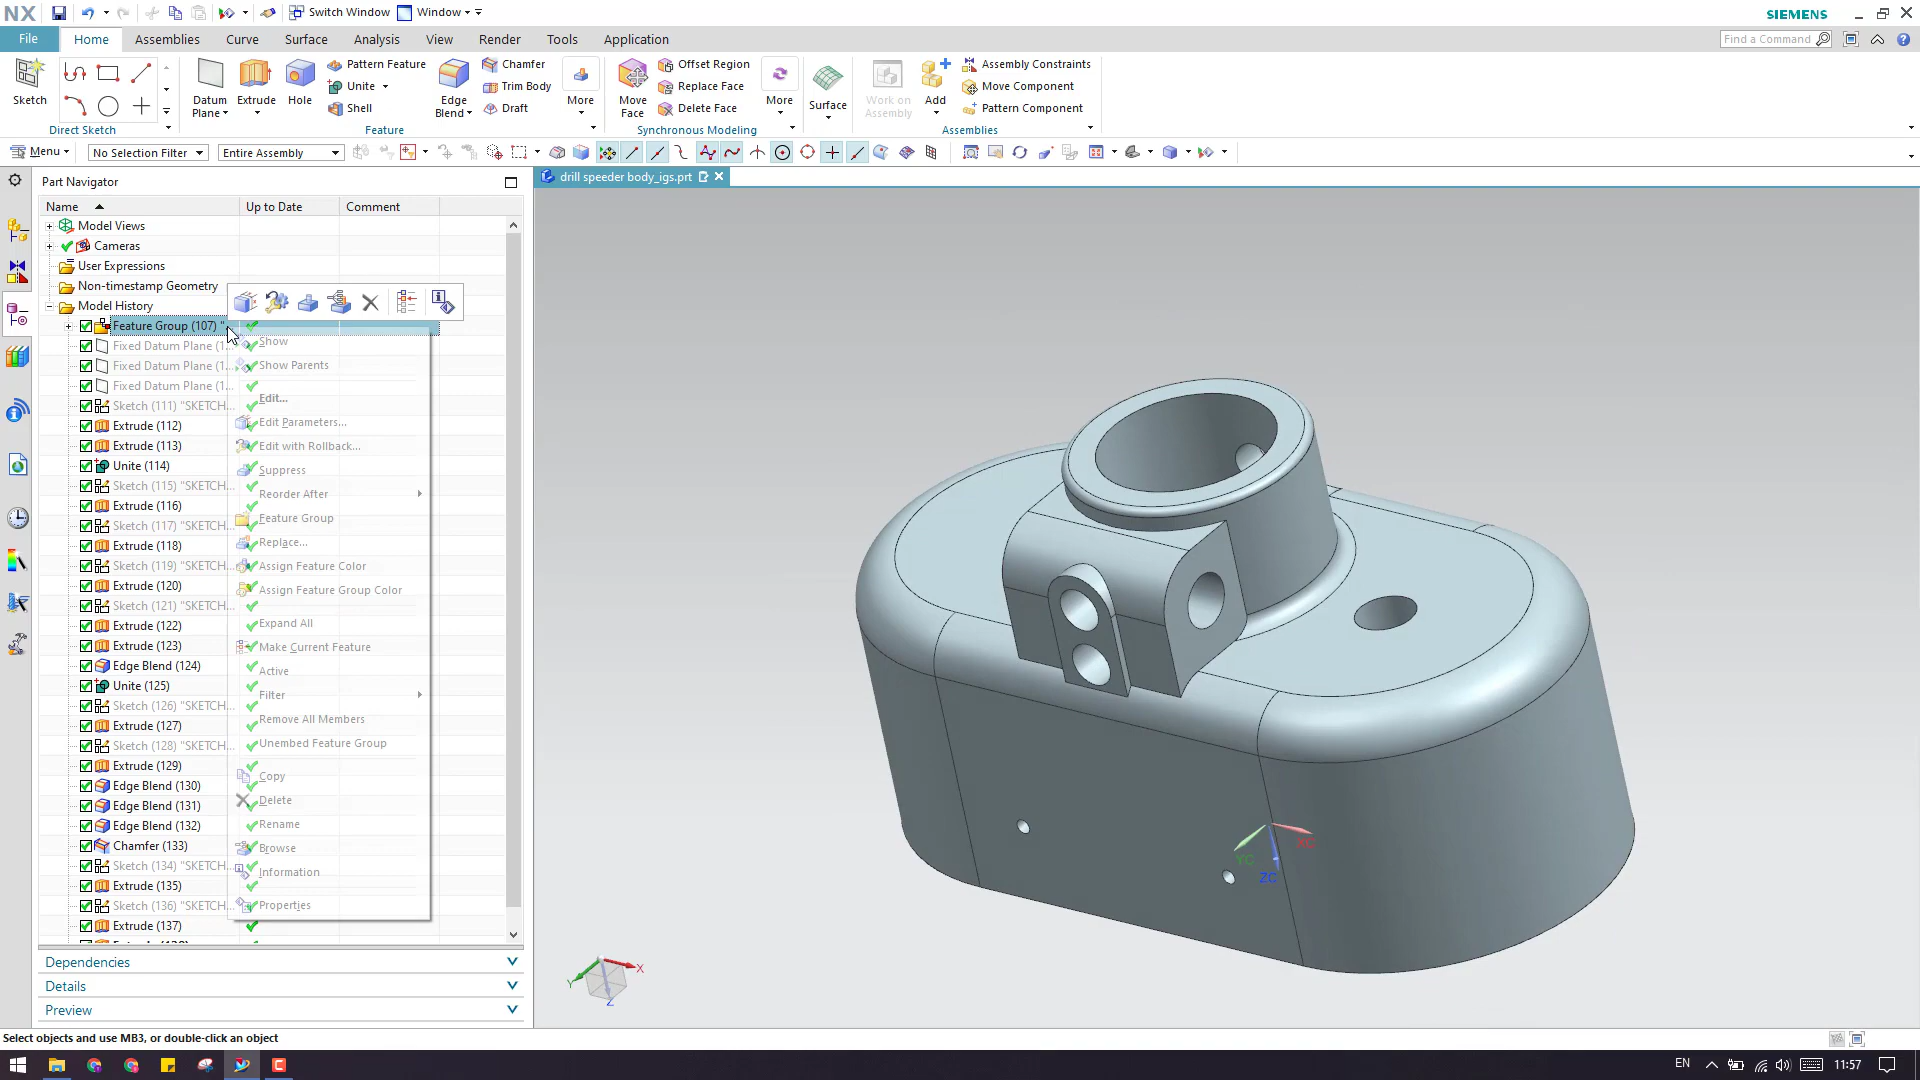 NX Switch Window Window SIEMENS
File Home Assemblies Curve Surface Analysis View Render Tools Application Find a Command
Sketch Datum Plane Extrude Hole Pattern Feature Unite Shell Edge Blend Chamfer Trim Body Draft More Move Face Offset Region Replace Face Delete Face More Surface Work on Assembly Add Assembly Constraints Move Component Pattern Component
Direct Sketch Feature Synchronous Modeling Assemblies
Menu No Selection Filter Entire Assembly
Part Navigator drill speeder body_igs.prt
Name Up to Date Comment
Model Views
Cameras
User Expressions
Non-timestamp Geometry
Model History
Feature Group (107) "
Fixed Datum Plane (1...
Fixed Datum Plane (1...
Fixed Datum Plane (1...
Sketch (111) "SKETCH...
Extrude (112)
Extrude (113)
Unite (114)
Sketch (115) "SKETCH...
Extrude (116)
Sketch (117) "SKETCH...
Extrude (118)
Sketch (119) "SKETCH...
Extrude (120)
Sketch (121) "SKETCH...
Extrude (122)
Extrude (123)
Edge Blend (124)
Unite (125)
Sketch (126) "SKETCH...
Extrude (127)
Sketch (128) "SKETCH...
Extrude (129)
Edge Blend (130)
Edge Blend (131)
Edge Blend (132)
Chamfer (133)
Sketch (134) "SKETCH...
Extrude (135)
Sketch (136) "SKETCH...
Extrude (137)
Show
Show Parents
Edit...
Edit Parameters...
Edit with Rollback...
Suppress
Reorder After
Feature Group
Replace...
Assign Feature Color
Assign Feature Group Color
Expand All
Make Current Feature
Active
Filter
Remove All Members
Unembed Feature Group
Copy
Delete
Rename
Browse
Information
Properties
XC
YC
ZC
X
Y
Z
Dependencies
Details
Preview
Select objects and use MB3, or double-click an object
EN 11:57